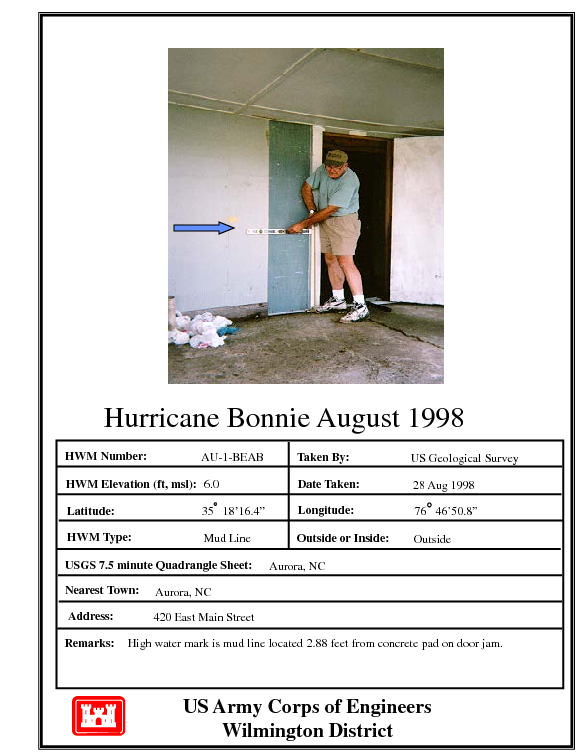 Hurricane Bonnie August 1998
HWM Number: AU-1-BEAB Taken By: US Geological Survey
HWM Elevation (ft, msl): 6.0 Date Taken: 28 Aug 1998
Latitude: 35° 18'16.4" Longitude: 76° 46'50.8"
HWM Type: Mud Line Outside or Inside: Outside
USGS 7.5 minute Quadrangle Sheet: Aurora, NC
Nearest Town: Aurora, NC
Address: 420 East Main Street
Remarks: High water mark is mud line located 2.88 feet from concrete pad on door jam.
US Army Corps of Engineers
Wilmington District